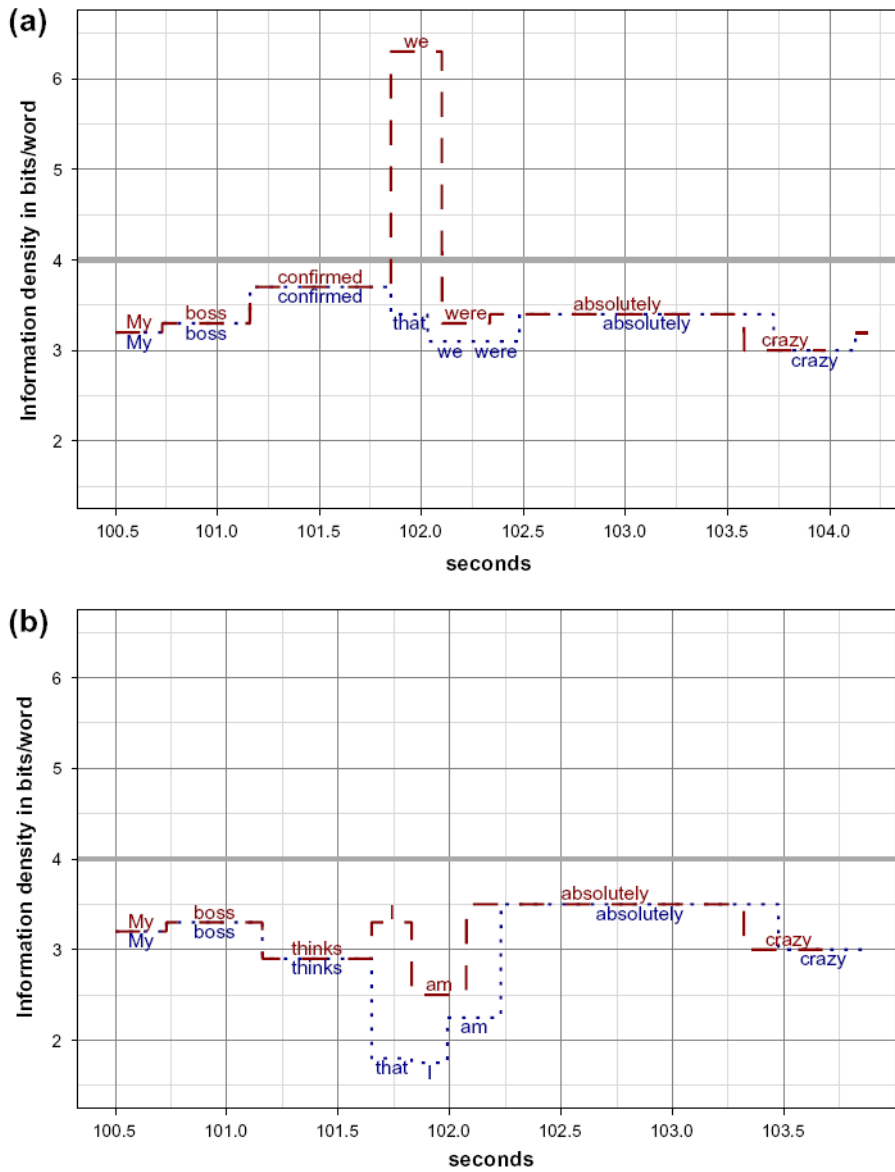 (a)
Information density in bits/word
6
5
4
3
2
we
confirmed
confirmed
My
My
boss
boss
that
were
we were
absolutely
absolutely
crazy
crazy
100.5 101.0 101.5 102.0 102.5 103.0 103.5 104.0
seconds
(b)
Information density in bits/word
6
5
4
3
2
My
My
boss
boss
thinks
thinks
I
am
that
I
am
absolutely
absolutely
crazy
crazy
100.5 101.0 101.5 102.0 102.5 103.0 103.5
seconds